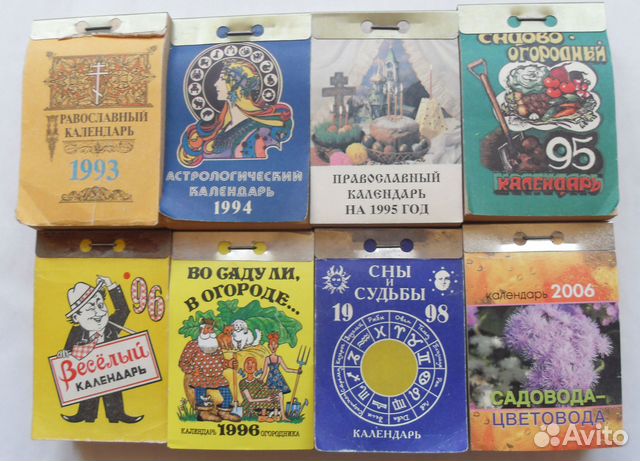 ПРАВОСЛАВНЫЙ
КАЛЕНДАРЬ
1993
АСТРОЛОГИЧЕСКИЙ
КАЛЕНДАРЬ
1994
ПРАВОСЛАВНЫЙ
КАЛЕНДАРЬ
НА 1995 ГОД
САДОВО-
ОГОРОДНЫЙ
95
КАЛЕНДАРЬ
'96
Весёлый
КАЛЕНДАРЬ
ВО САДУ ЛИ,
В ОГОРОДЕ...
КАЛЕНДАРЬ 1996 ОГОРОДНИКА
СНЫ
И
СУДЬБЫ
1998
КАЛЕНДАРЬ
календарь 2006
САДОВОДА-
ЦВЕТОВОДА
Avito